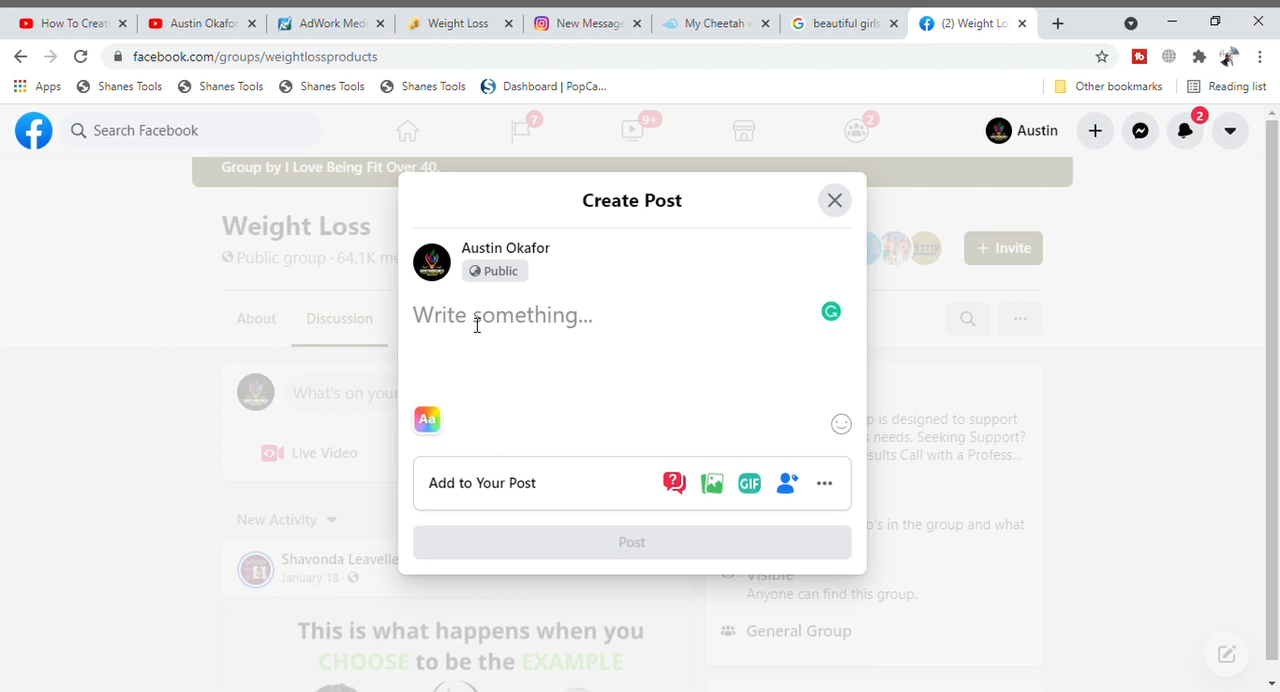 How To Creat
Austin Okafor
AdWork Medi
Weight Loss
New Message
My Cheetah w
beautiful girls
(2) Weight Lo
facebook.com/groups/weightlossproducts
Apps
Shanes Tools
Shanes Tools
Shanes Tools
Shanes Tools
Dashboard | PopCa...
Other bookmarks
Reading list
Search Facebook
7
9+
2
Austin
2
Group by I Love Being Fit Over 40.
Weight Loss
Public group · 64.1K me
Invite
About
Discussion
What's on your
Live Video
New Activity
Shavonda Leavelle
January 18 ·
Create Post
Austin Okafor
Public
Write something...
Aa
Add to Your Post
GIF
Post
p is designed to support
needs. Seeking Support?
sults Call with a Profess...
o's in the group and what
Visible
Anyone can find this group.
General Group
This is what happens when you
CHOOSE to be the EXAMPLE